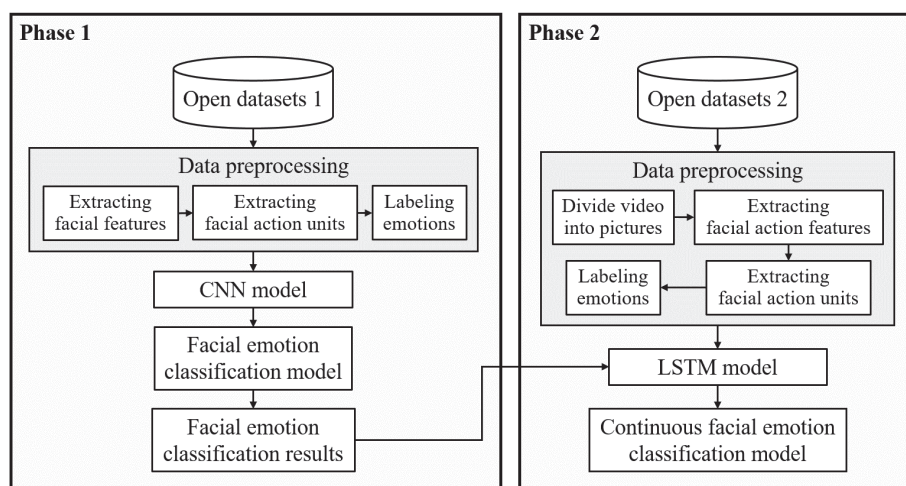 Phase 1
Open datasets 1
Data preprocessing
Extracting
facial features
Extracting
facial action units
Labeling
emotions
CNN model
Facial emotion
classification model
Facial emotion
classification results
Phase 2
Open datasets 2
Data preprocessing
Divide video
into pictures
Extracting
facial action features
Extracting
facial action units
Labeling
emotions
LSTM model
Continuous facial emotion
classification model